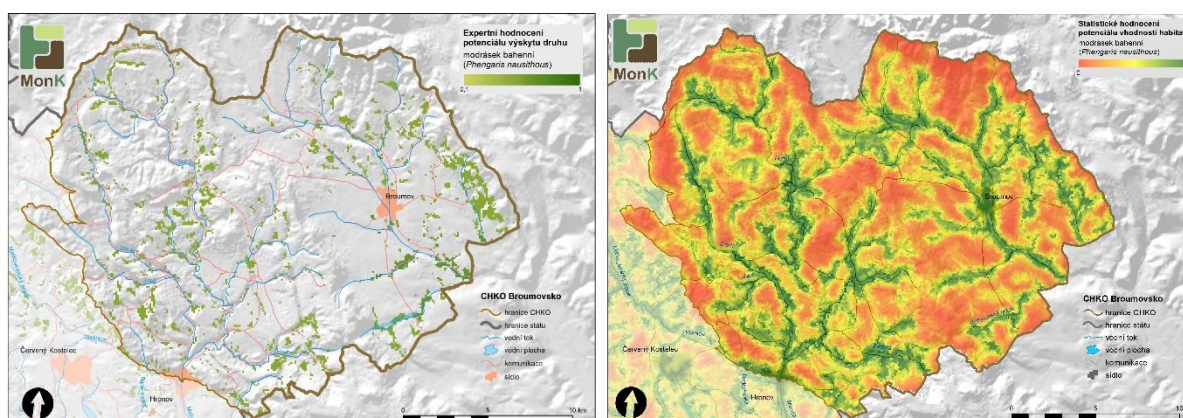 MonK
Expertní hodnocení
potenciálu výskytu druhu
modrásek bahenní
(Phengaris nausithous)
0,1 1
Broumov
Červený Kostelec
Hronov
CHKO Broumovsko
hranice CHKO
hranice státu
vodní tok
vodní plocha
komunikace
sídlo
0 5 10 km
MonK
Statistické hodnocení
potenciálu vhodnosti habita
modrásek bahenní
(Phengaris nausithous)
0
Broumov
Červený Kostelec
Hronov
CHKO Broumovsko
hranice CHKO
hranice státu
vodní tok
vodní plocha
komunikace
sídlo
0 5 10